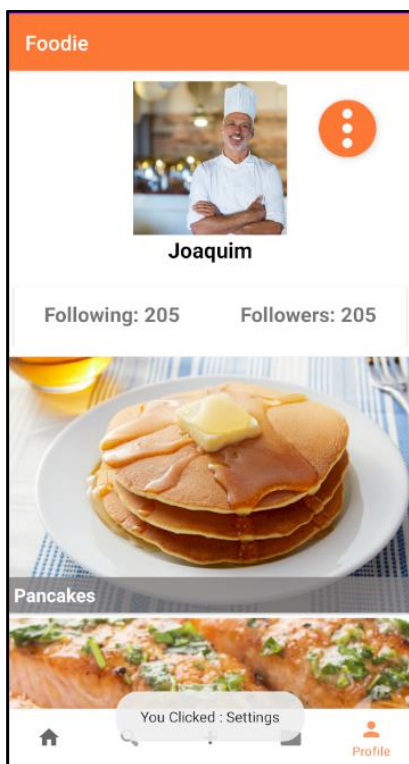 Foodie
Joaquim
Following: 205 Followers: 205
Pancakes
You Clicked : Settings
Profile